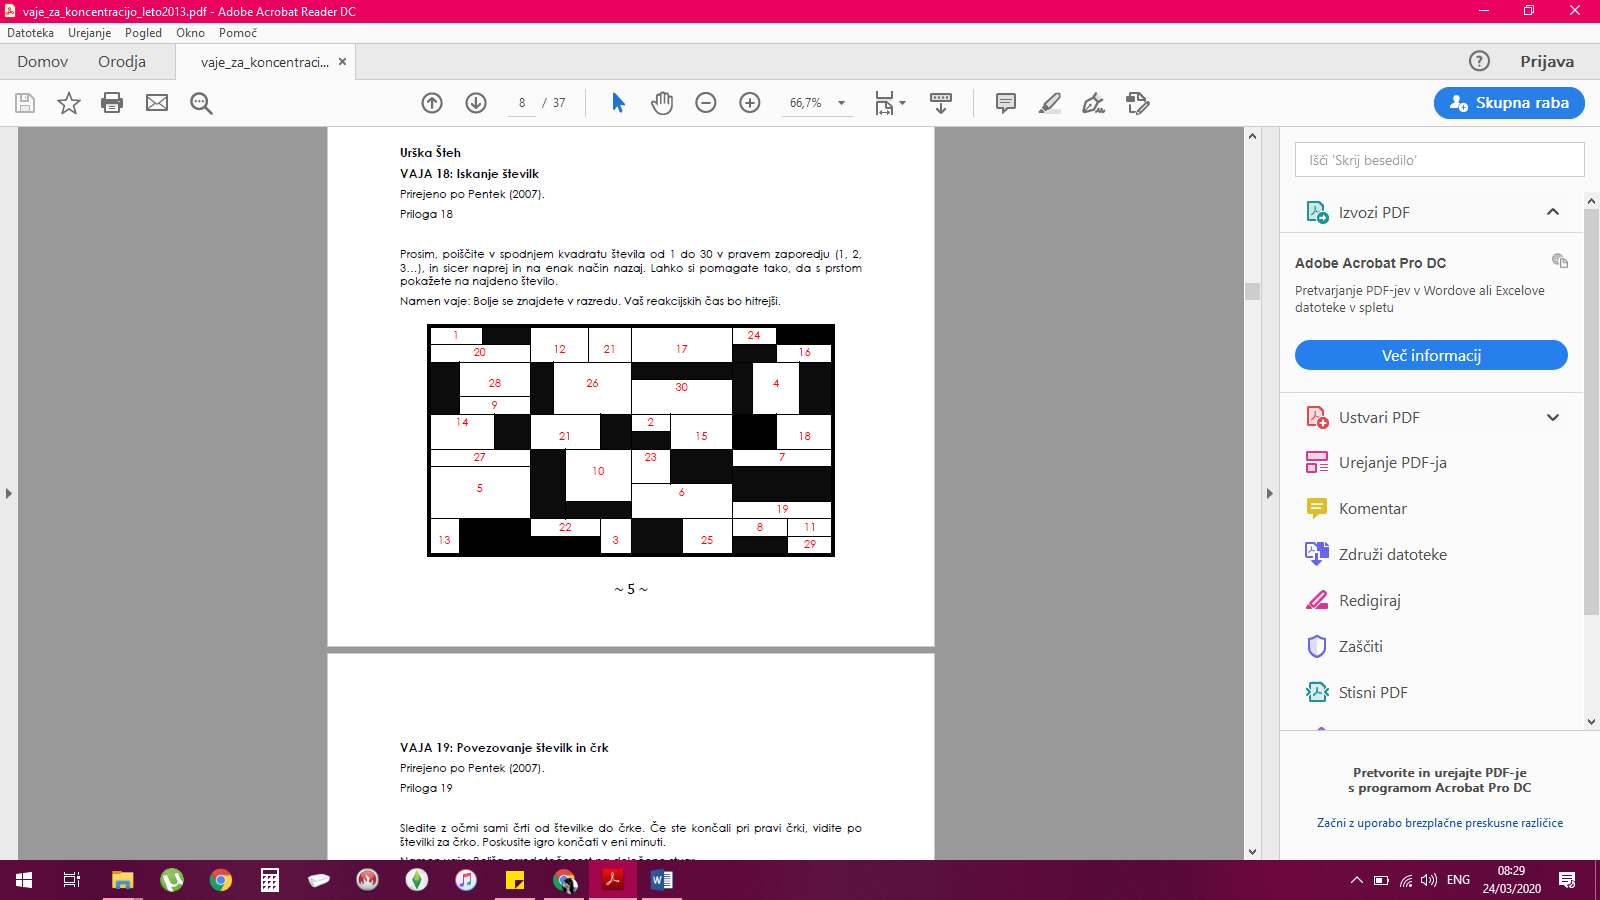 vaje_za_koncentracijo_leto2013.pdf - Adobe Acrobat Reader DC
Datoteka Urejanje Pogled Okno Pomoč
Domov Orodja vaje_za_koncentraci... ×
Prijava
8 / 37
66,7%
Skupna raba
Urška Šteh
VAJA 18: Iskanje številk
Prirejeno po Pentek (2007).
Priloga 18
Prosim, poiščite v spodnjem kvadratu števila od 1 do 30 v pravem zaporedju (1, 2,
3...), in sicer naprej in na enak način nazaj. Lahko si pomagate tako, da s prstom
pokažete na najdeno število.
Namen vaje: Bolje se znajdete v razredu. Vaš reakcijskih čas bo hitrejši.
1 12 21 17 24
20 16
28 26 30 4
9
14 21 2 15 18
27 10 23 7
5 6
19
22 8 11
13 3 25 29
~ 5 ~
VAJA 19: Povezovanje številk in črk
Prirejeno po Pentek (2007).
Priloga 19
Sledite z očmi sami črti od številke do črke. Če ste končali pri pravi črki, vidite po
številki za črko. Poskusite igro končati v eni minuti.
Išči 'Skrij besedilo'
Izvozi PDF
Adobe Acrobat Pro DC
Pretvarjanje PDF-jev v Wordove ali Excelove
datoteke v spletu
Več informacij
Ustvari PDF
Urejanje PDF-ja
Komentar
Združi datoteke
Redigiraj
Zaščiti
Stisni PDF
Pretvorite in urejajte PDF-je
s programom Acrobat Pro DC
Začni z uporabo brezplačne preskusne različice
ENG
08:29
24/03/2020